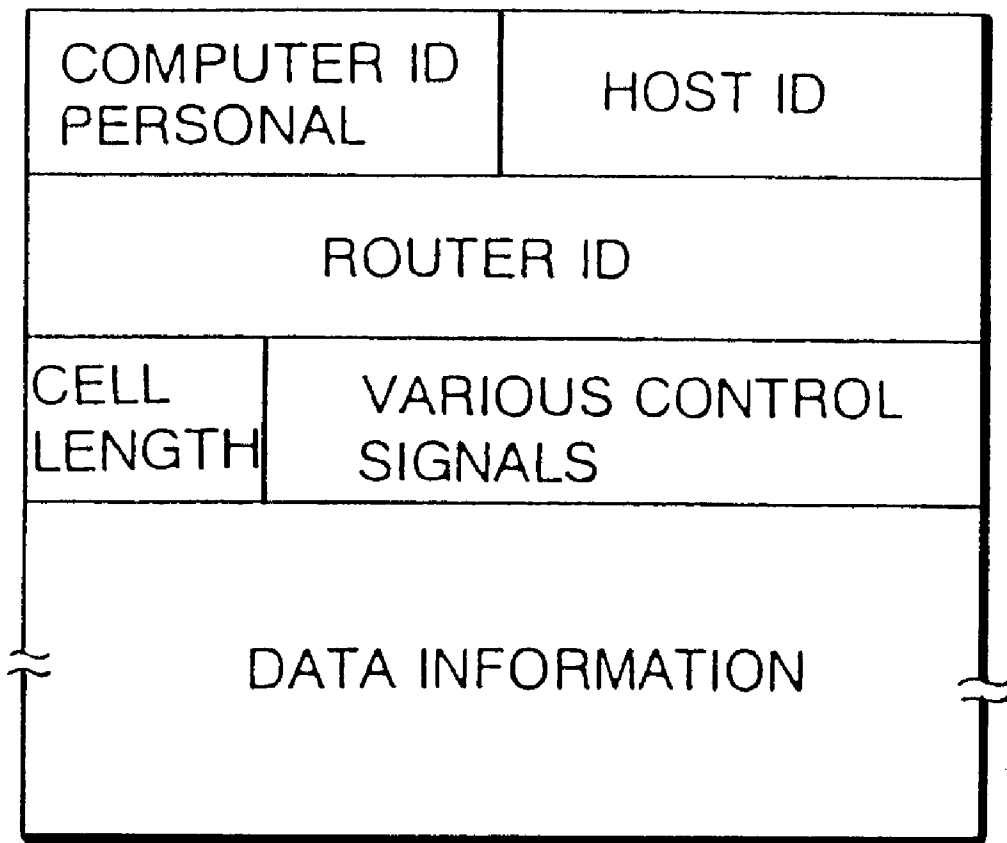 COMPUTER ID
PERSONAL
HOST ID
ROUTER ID
CELL
LENGTH
VARIOUS CONTROL
SIGNALS
DATA INFORMATION